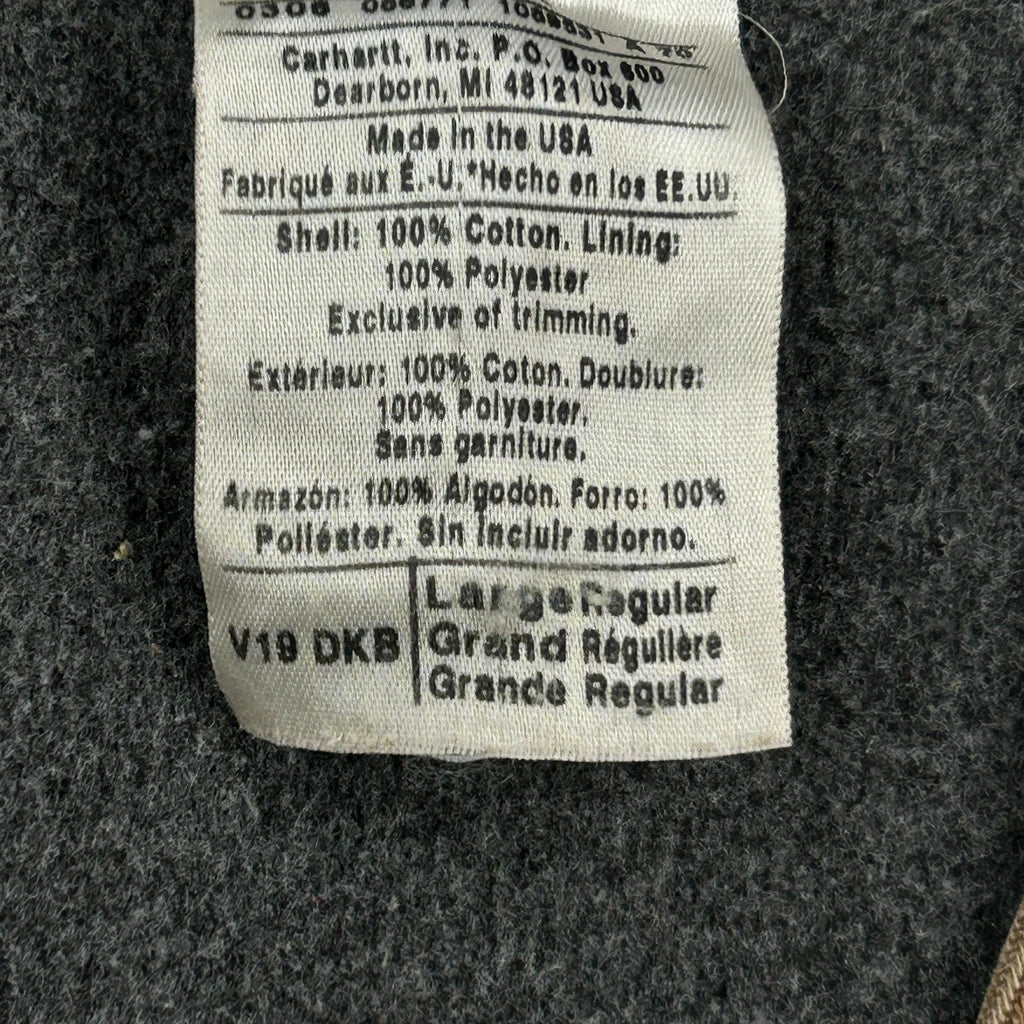 Carhartt, Inc. P.O. Box 600
Dearborn, MI 48121 USA
Made in the USA
Fabriqué aux É.-U.*Hecho en los EE.UU.
Shell: 100% Cotton. Lining:
100% Polyester
Exclusive of trimming.
Extérieur: 100% Coton. Doublure:
100% Polyester.
Sans garniture.
Armazón: 100% Algodón. Forro: 100%
Poliéster. Sin incluir adorno.
V19 DKB
Large Regular
Grand Régulière
Grande Regular